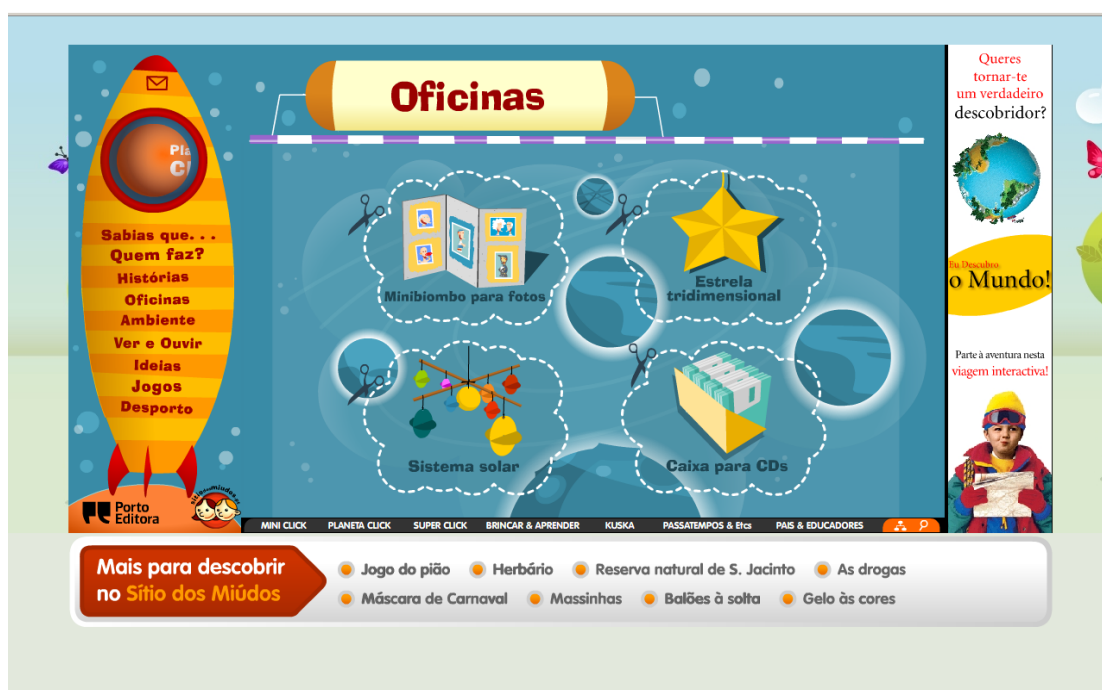 Oficinas
Pla
Cl
Sabias que. . .
Quem faz?
Histórias
Oficinas
Ambiente
Ver e Ouvir
Ideias
Jogos
Desporto
Minibiombo para fotos
Estrela
tridimensional
Sistema solar
Caixa para CDs
Queres
tornar-te
um verdadeiro
descobridor?
Eu Descubro
o Mundo!
Parte à aventura nesta
viagem interactiva!
Porto
Editora
MINI CLICK PLANETA CLICK SUPER CLICK BRINCAR & APRENDER KUSKA PASSATEMPOS & Etcs PAIS & EDUCADORES
Mais para descobrir
no Sítio dos Miúdos
Jogo do pião Herbário Reserva natural de S. Jacinto As drogas
Máscara de Carnaval Massinhas Balões à solta Gelo às cores